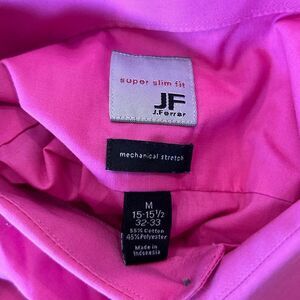 super slim fit
JF
J.Ferrar
mechanical stretch
M
15-15½
32-33
55% Cotton
45% Polyester
Made in
Indonesia